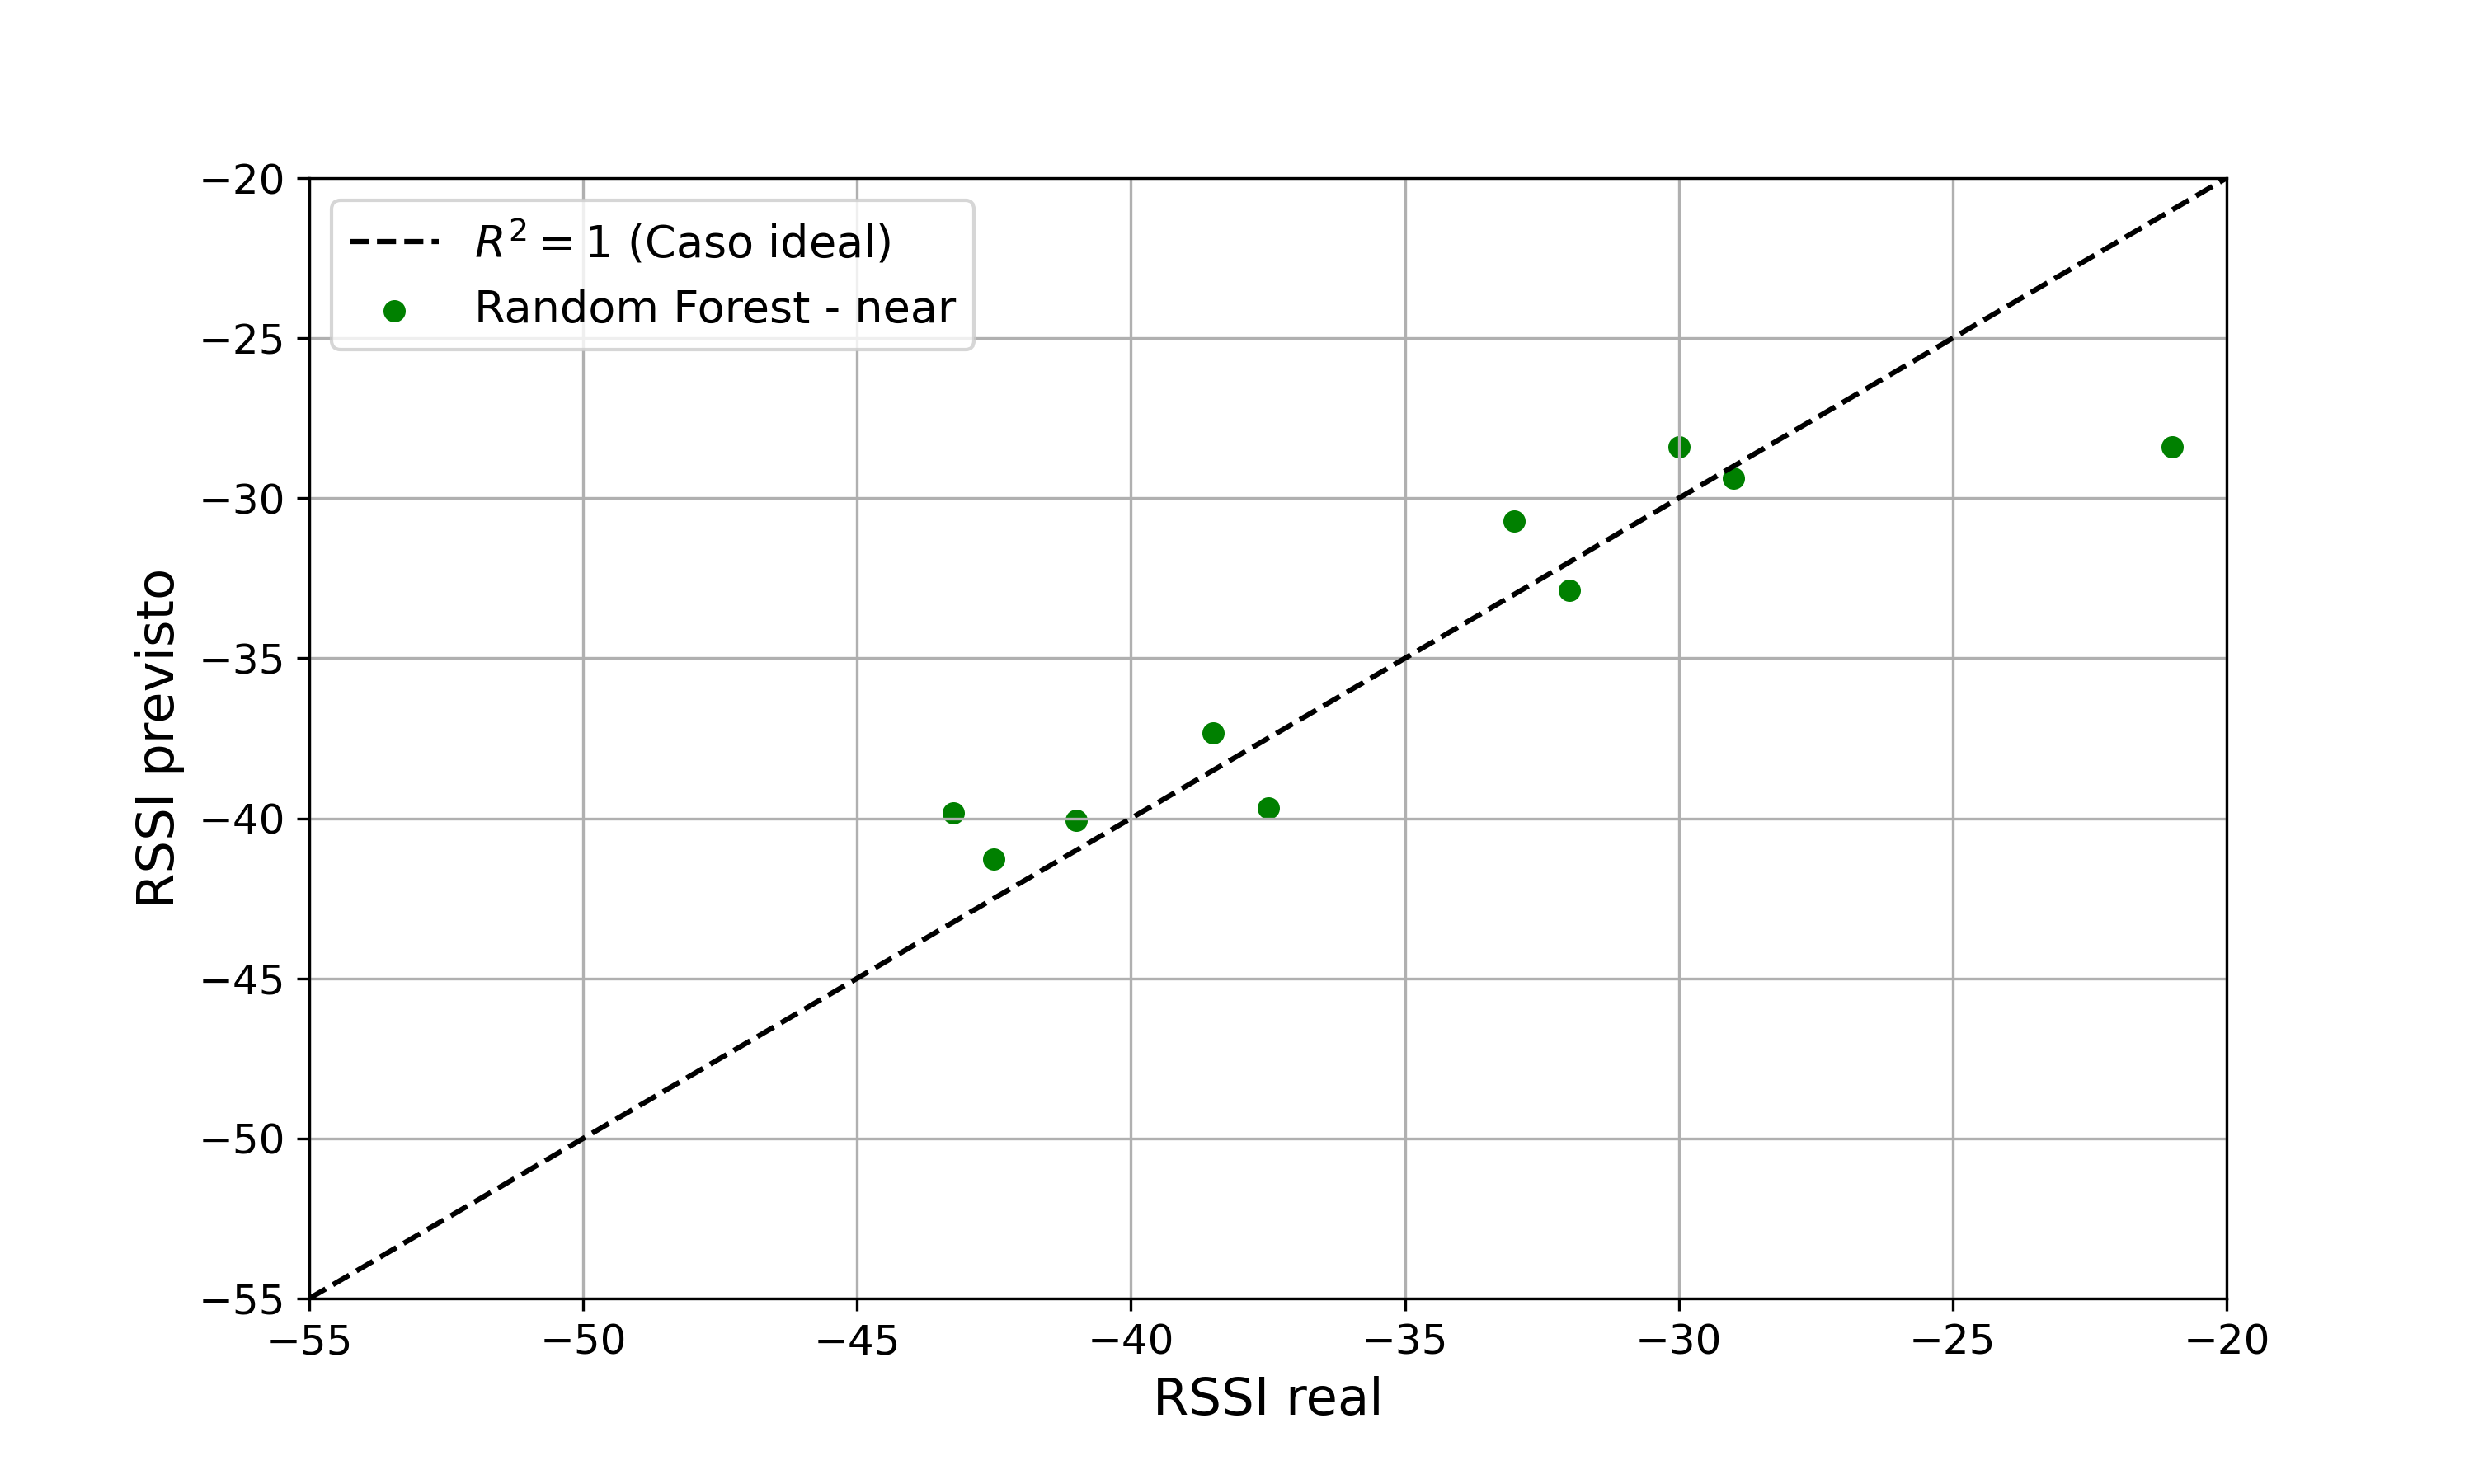 −20
−25
−30
−35
−40
−45
−50
−55
R² = 1 (Caso ideal)
Random Forest - near
RSSI previsto
−55 −50 −45 −40 −35 −30 −25 −20
RSSI real